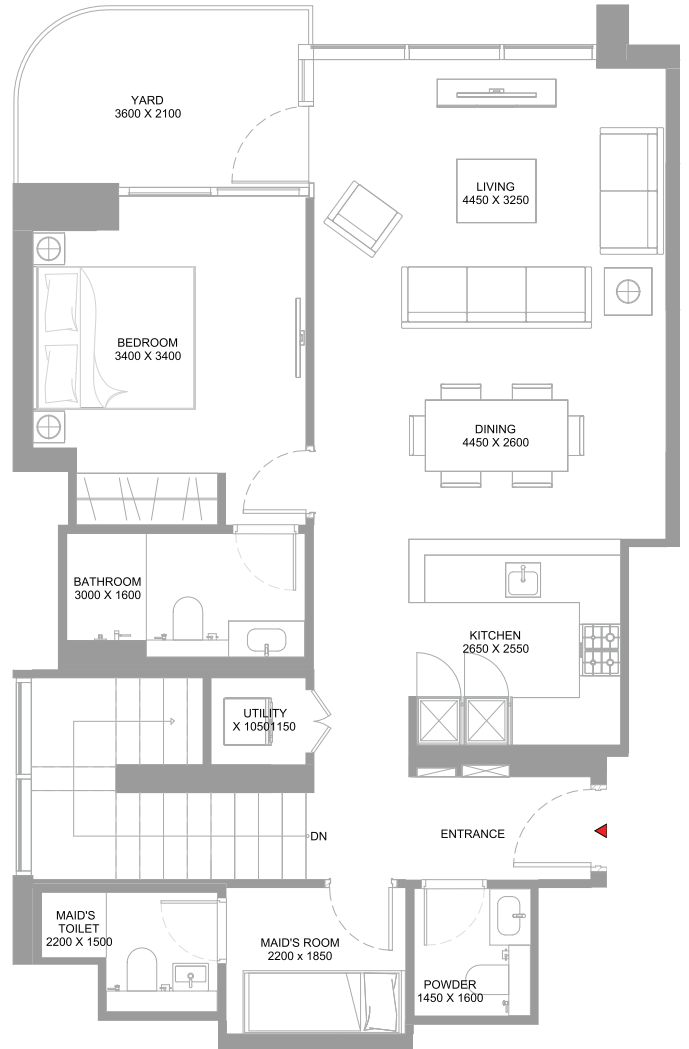 YARD
3600 X 2100
LIVING
4450 X 3250
BEDROOM
3400 X 3400
DINING
4450 X 2600
BATHROOM
3000 X 1600
KITCHEN
2650 X 2550
UTILITY
X 10501150
DN
ENTRANCE
MAID'S
TOILET
2200 X 1500
MAID'S ROOM
2200 x 1850
POWDER
1450 X 1600